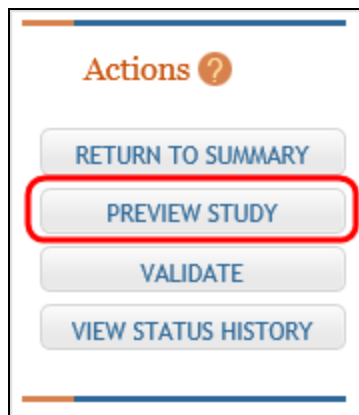 Actions ?
RETURN TO SUMMARY
PREVIEW STUDY
VALIDATE
VIEW STATUS HISTORY